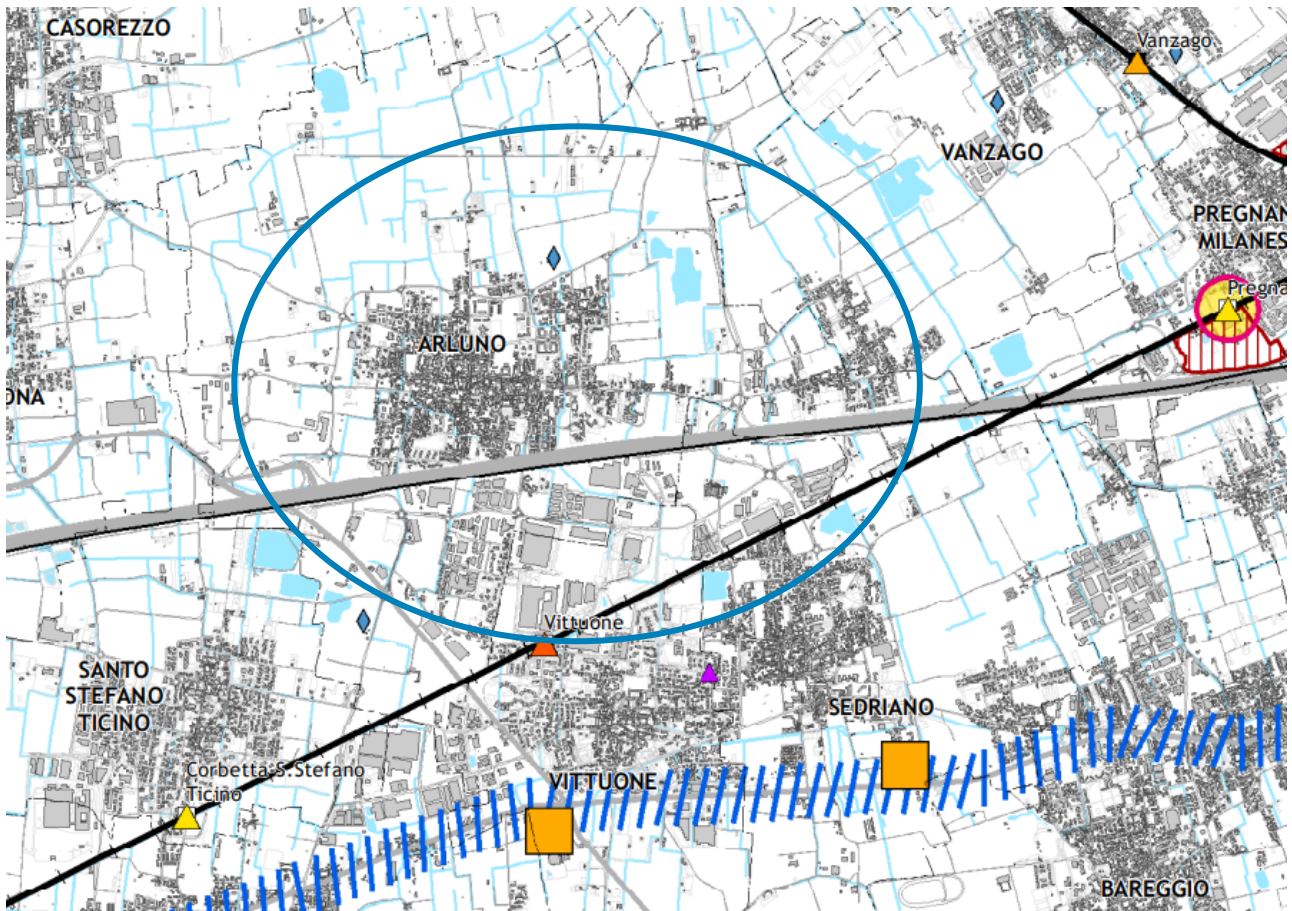 CASOREZZO
Vanzago
VANZAGO
PREGNAN
MILANES
Pregna
ARLUNO
ONA
Vittuone
SANTO
STEFANO
TICINO
SEDRIANO
Corbetta-S.Stefano
Ticino
VITTUONE
BAREGGIO